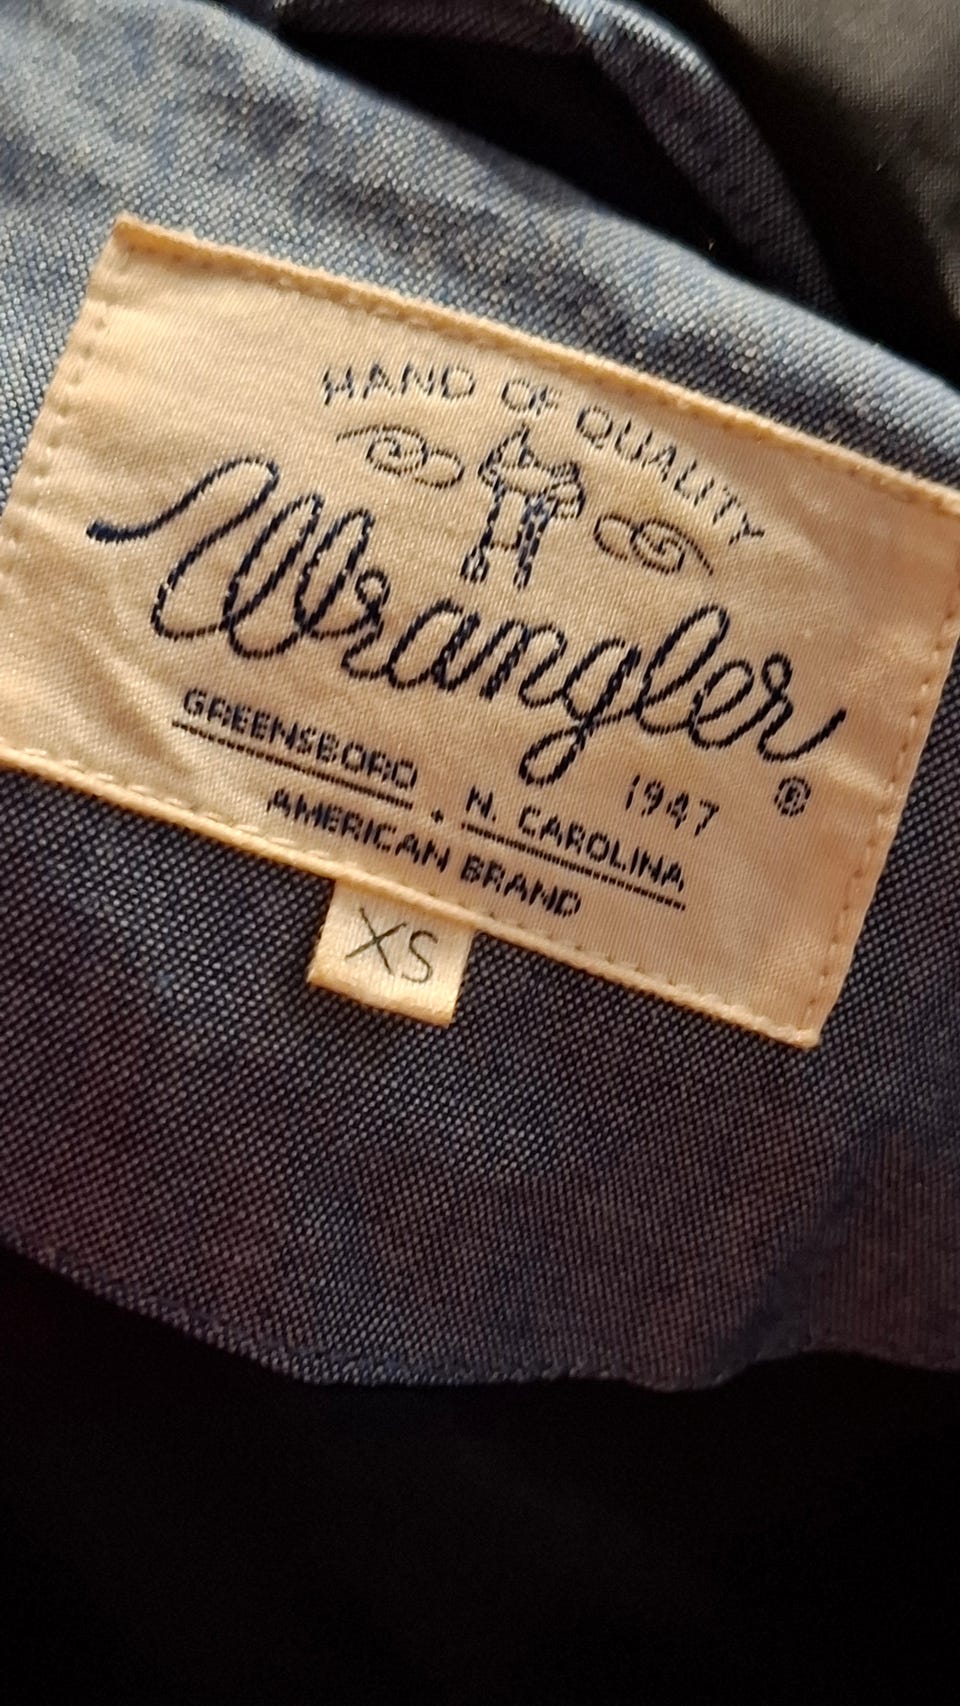 HAND OF QUALITY
Wrangler ®
1947
GREENSBORO . N. CAROLINA
AMERICAN BRAND
XS